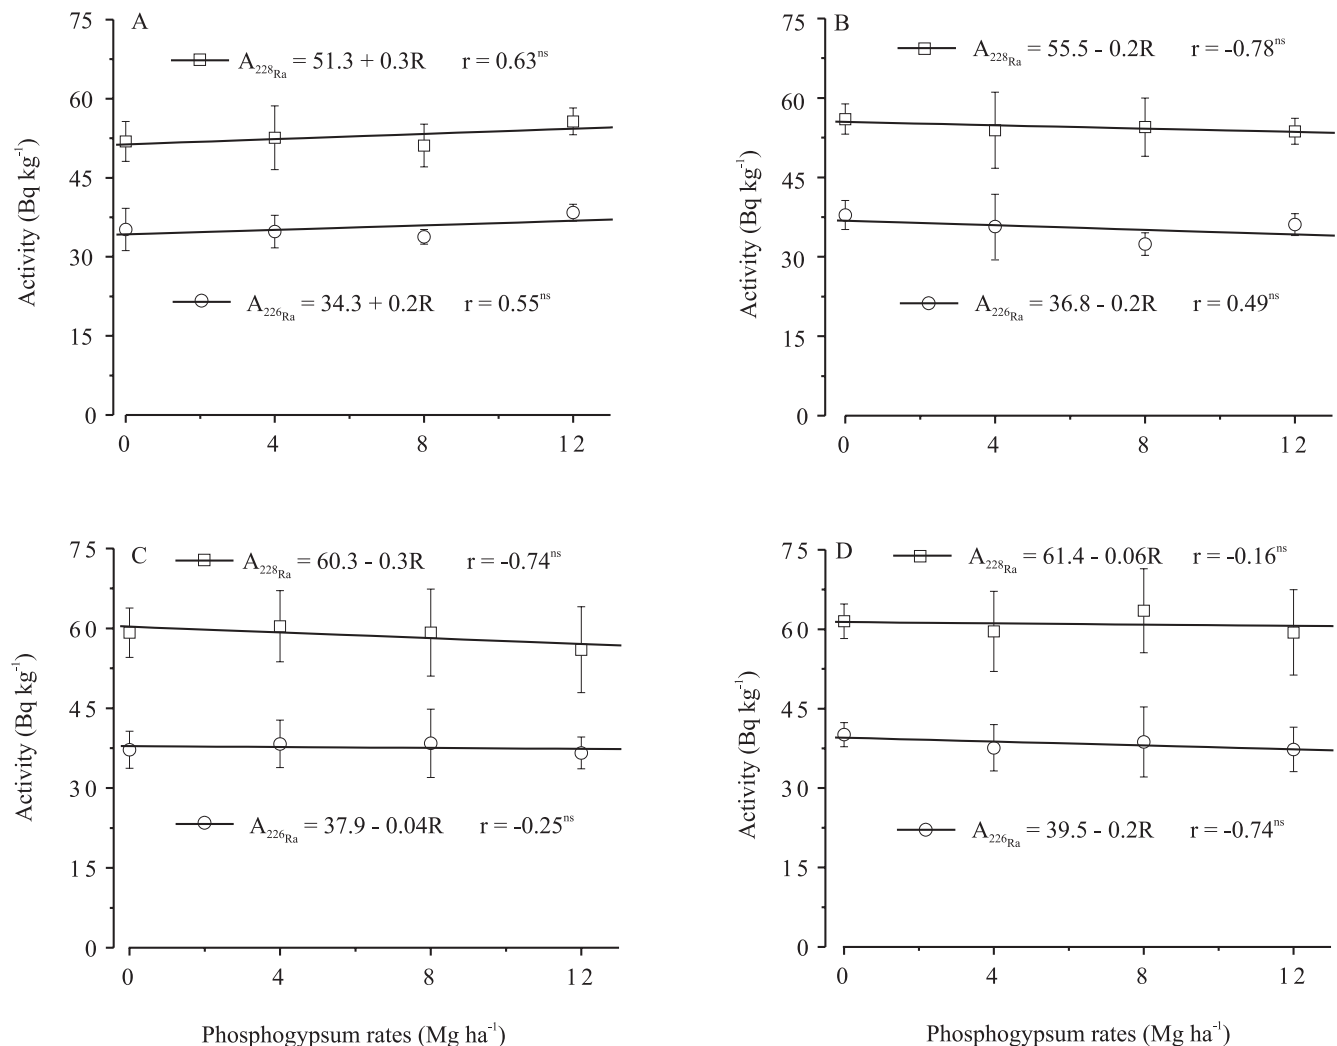 A
A228Ra = 51.3 + 0.3R r = 0.63ns
A226Ra = 34.3 + 0.2R r = 0.55ns
Activity (Bq kg-1)
75
60
45
30
15
0
0 4 8 12
B
A228Ra = 55.5 - 0.2R r = -0.78ns
A226Ra = 36.8 - 0.2R r = 0.49ns
Activity (Bq kg-1)
75
60
45
30
15
0
0 4 8 12
C
A228Ra = 60.3 - 0.3R r = -0.74ns
A226Ra = 37.9 - 0.04R r = -0.25ns
Activity (Bq kg-1)
75
60
45
30
15
0
0 4 8 12
Phosphogypsum rates (Mg ha-1)
D
A228Ra = 61.4 - 0.06R r = -0.16ns
A226Ra = 39.5 - 0.2R r = -0.74ns
Activity (Bq kg-1)
75
60
45
30
15
0
0 4 8 12
Phosphogypsum rates (Mg ha-1)